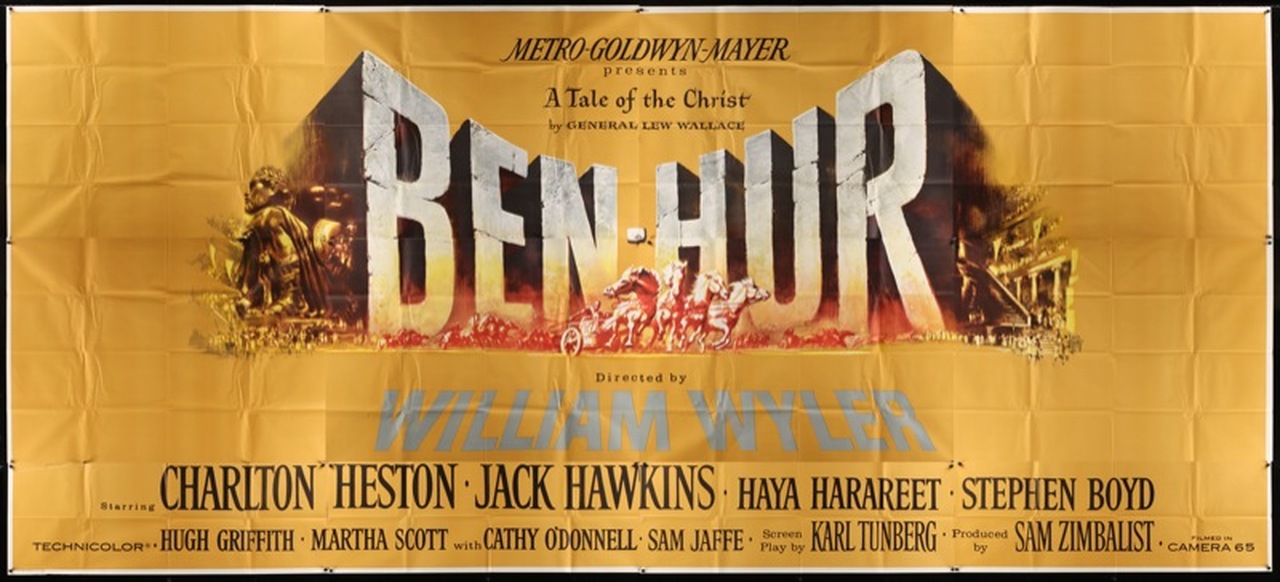 METRO-GOLDWYN-MAYER
presents
A Tale of the Christ
by GENERAL LEW WALLACE
BEN-HUR
Directed by
WILLIAM WYLER
Starring CHARLTON HESTON · JACK HAWKINS · HAYA HARAREET · STEPHEN BOYD
TECHNICOLOR® · HUGH GRIFFITH · MARTHA SCOTT with CATHY O'DONNELL · SAM JAFFE · Screen Play by KARL TUNBERG · Produced by SAM ZIMBALIST · FILMED IN CAMERA 65